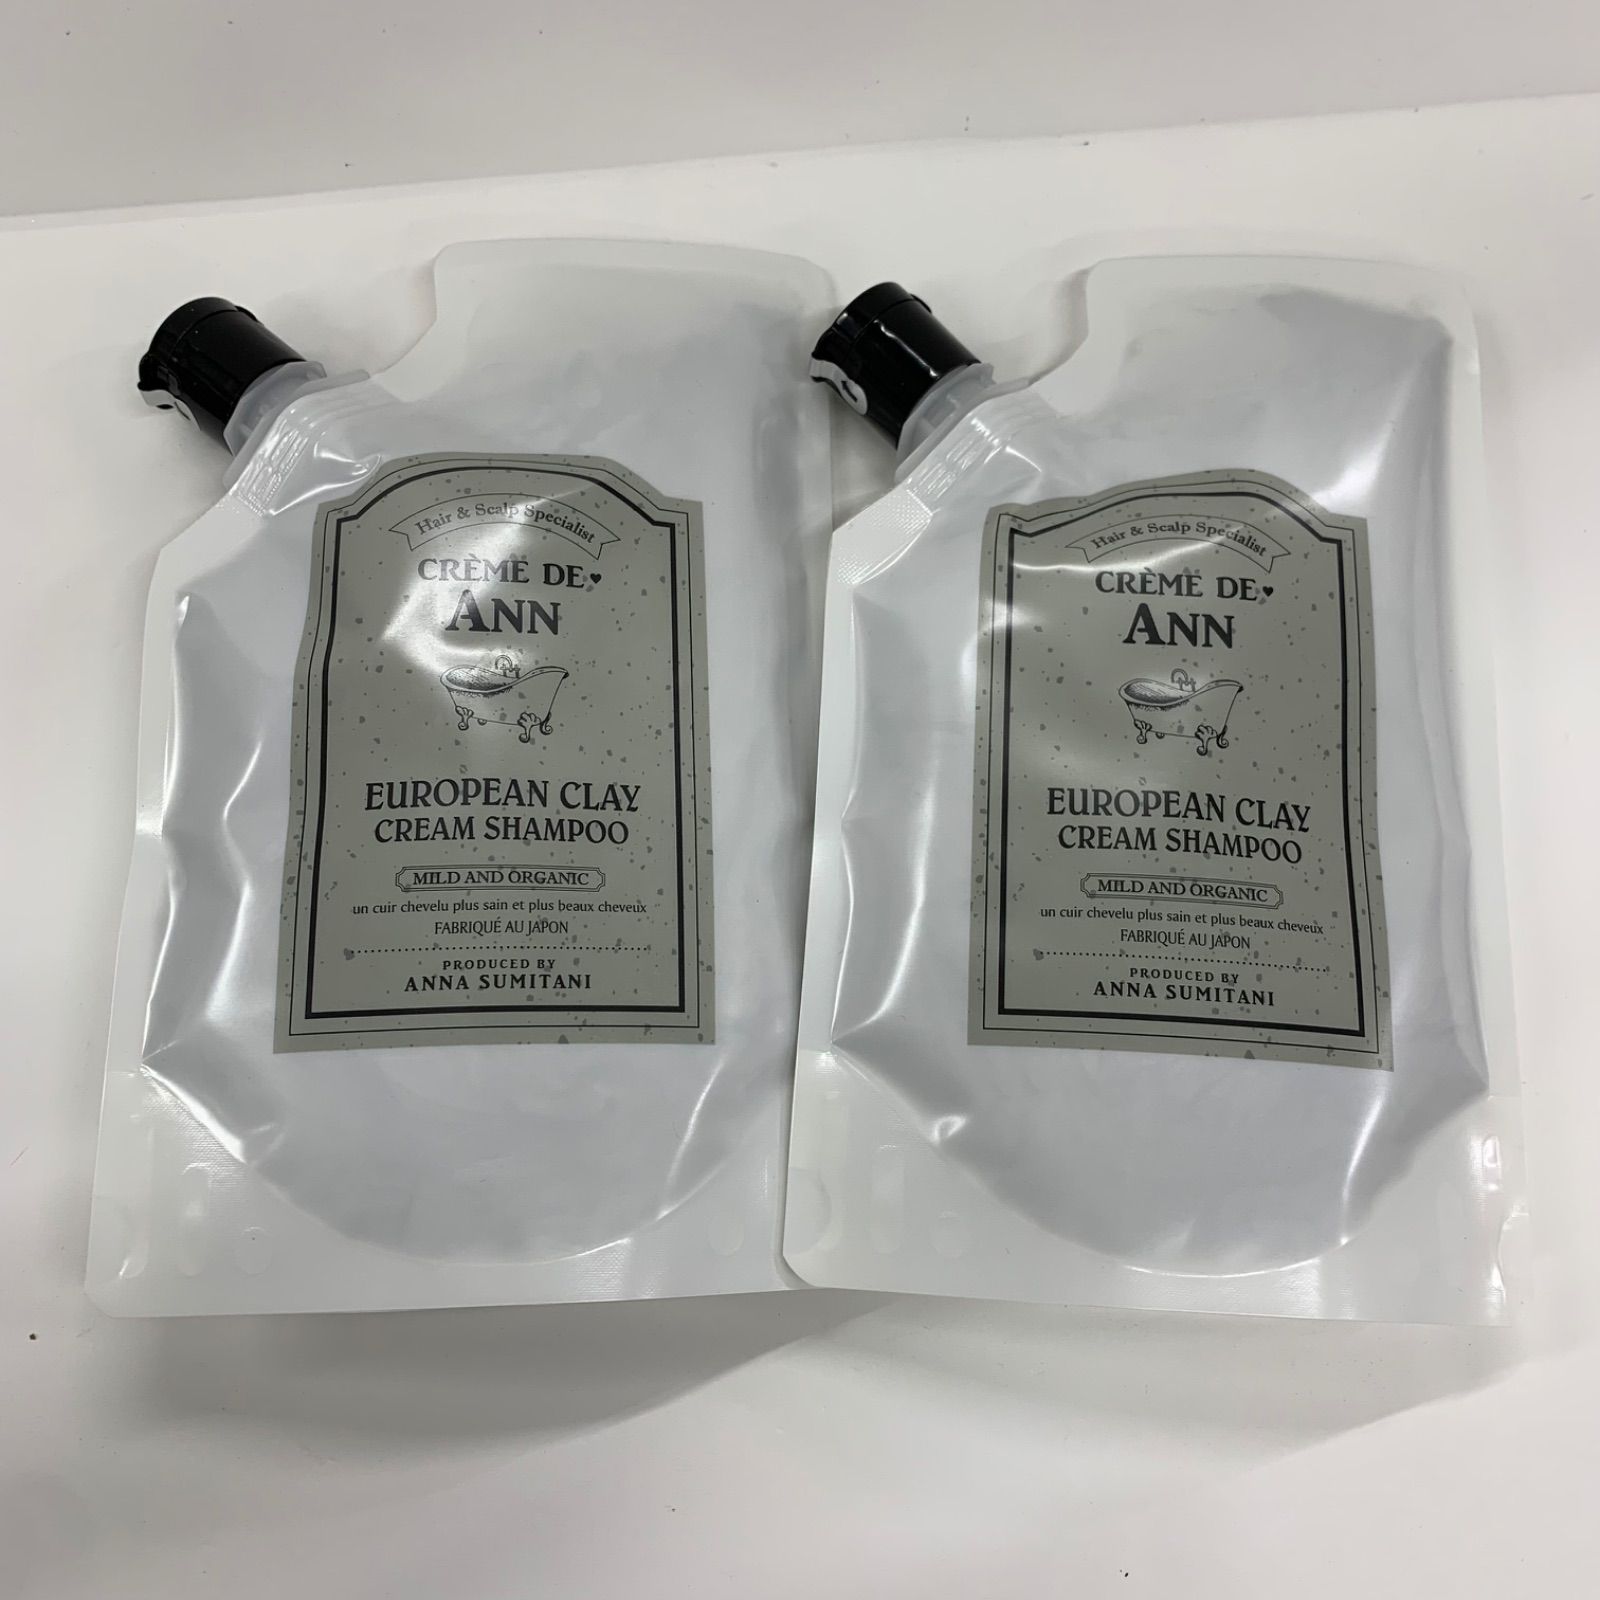 Hair & Scalp Specialist
CRÈMË DE♥
ANN
EUROPEAN CLAY
CREAM SHAMPOO
MILD AND ORGANIC
un cuir chevelu plus sain et plus beaux cheveux
FABRIQUÉ AU JAPON
PRODUCED BY
ANNA SUMITANI
Hair & Scalp Specialist
CRÈMË DE♥
ANN
EUROPEAN CLAY
CREAM SHAMPOO
MILD AND ORGANIC
un cuir chevelu plus sain et plus beaux cheveux
FABRIQUÉ AU JAPON
PRODUCED BY
ANNA SUMITANI